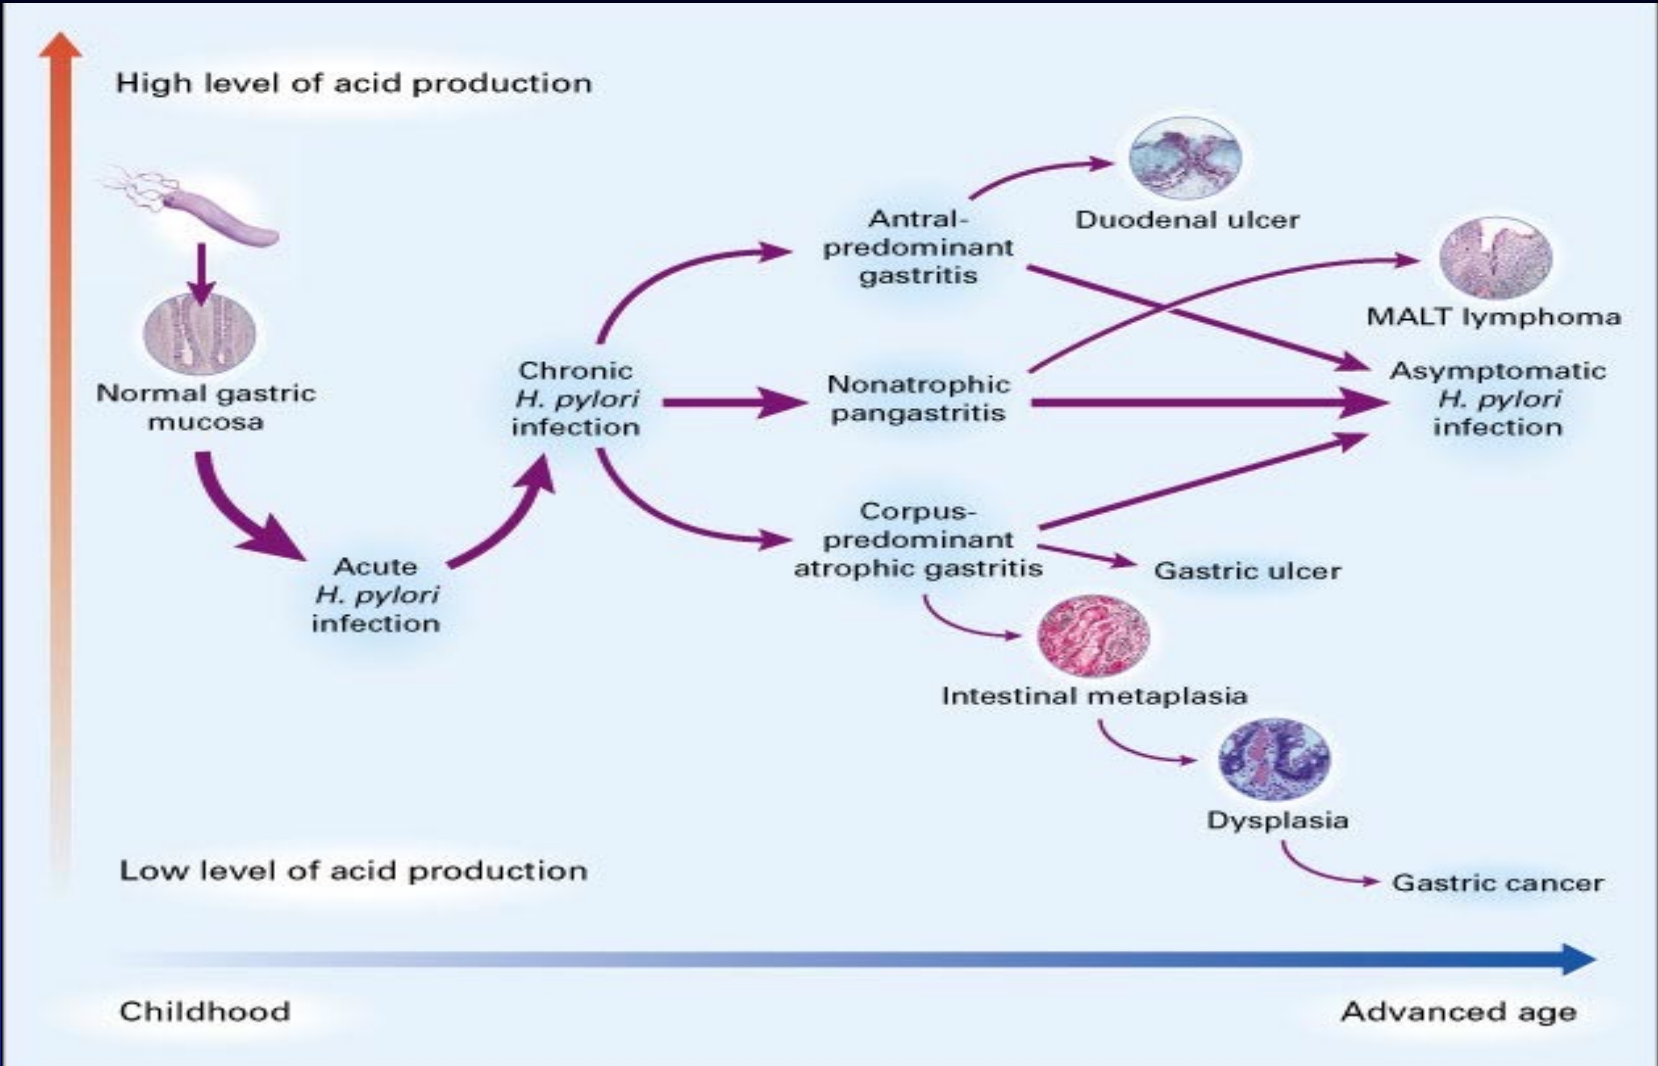 High level of acid production
Normal gastric
mucosa
Acute
H. pylori
infection
Chronic
H. pylori
infection
Antral-
predominant
gastritis
Duodenal ulcer
MALT lymphoma
Nonatrophic
pangastritis
Asymptomatic
H. pylori
infection
Corpus-
predominant
atrophic gastritis
Gastric ulcer
Intestinal metaplasia
Dysplasia
Gastric cancer
Low level of acid production
Childhood
Advanced age